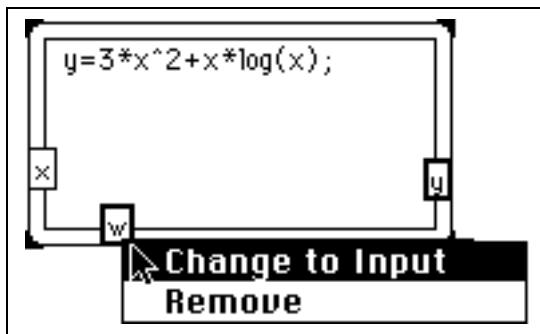 y=3*x^2+x*log(x);
x
y
w
Change to Input
Remove